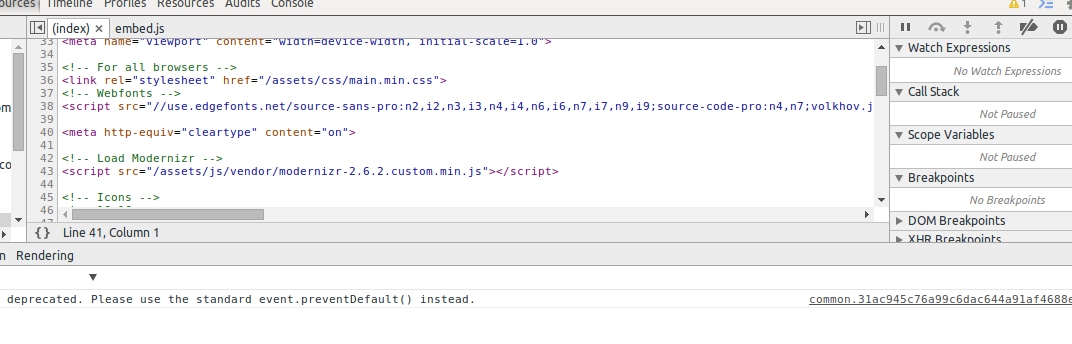 ources Timeline Profiles Resources Audits Console
1
(index) × embed.js
33 <meta name="viewport" content="width=device-width, initial-scale=1.0">
34
35 <!-- For all browsers -->
36 <link rel="stylesheet" href="/assets/css/main.min.css">
37 <!-- Webfonts -->
38 <script src="//use.edgefonts.net/source-sans-pro:n2,i2,n3,i3,n4,i4,n6,i6,n7,i7,n9,i9;source-code-pro:n4,n7;volkhov.j
39
40 <meta http-equiv="cleartype" content="on">
41
42 <!-- Load Modernizr -->
43 <script src="/assets/js/vendor/modernizr-2.6.2.custom.min.js"></script>
44
45 <!-- Icons -->
46
47
om
co
{} Line 41, Column 1
Watch Expressions
No Watch Expressions
Call Stack
Not Paused
Scope Variables
Not Paused
Breakpoints
No Breakpoints
DOM Breakpoints
XHR Breakpoints
n Rendering
deprecated. Please use the standard event.preventDefault() instead.
common.31ac945c76a99c6dac644a91af4688e